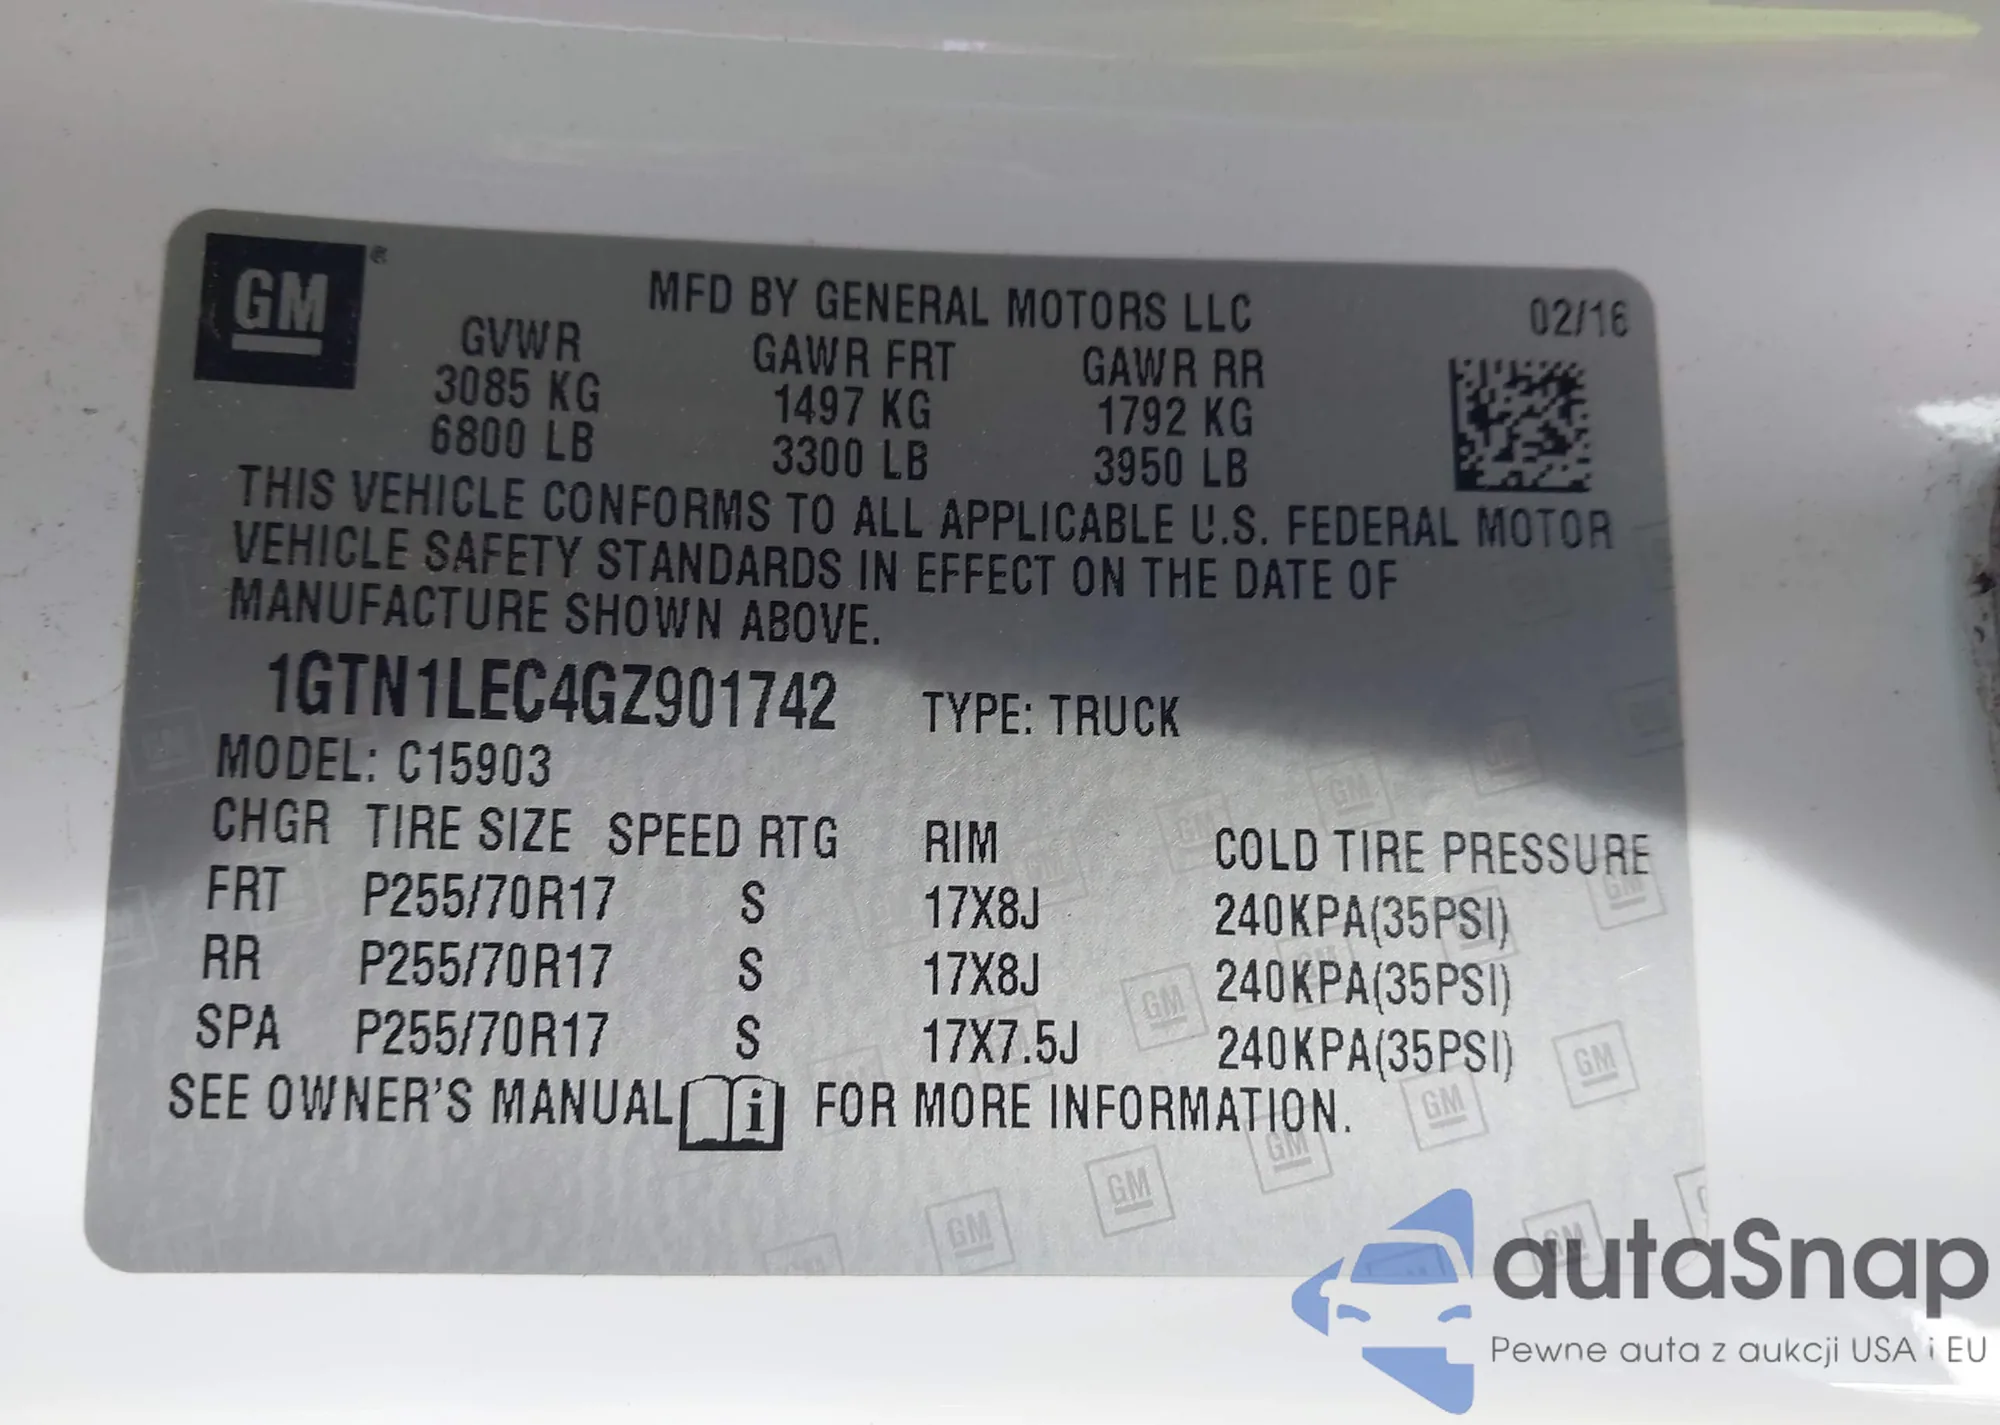 GM
MFD BY GENERAL MOTORS LLC 02/16
GVWR GAWR FRT GAWR RR
3085 KG 1497 KG 1792 KG
6800 LB 3300 LB 3950 LB
THIS VEHICLE CONFORMS TO ALL APPLICABLE U.S. FEDERAL MOTOR
VEHICLE SAFETY STANDARDS IN EFFECT ON THE DATE OF
MANUFACTURE SHOWN ABOVE.
1GTN1LEC4GZ901742 TYPE: TRUCK
MODEL: C15903
CHGR TIRE SIZE SPEED RTG RIM COLD TIRE PRESSURE
FRT P255/70R17 S 17X8J 240KPA(35PSI)
RR P255/70R17 S 17X8J 240KPA(35PSI)
SPA P255/70R17 S 17X7.5J 240KPA(35PSI)
SEE OWNER'S MANUAL i FOR MORE INFORMATION.
autaSnap
Pewne auta z aukcji USA i EU